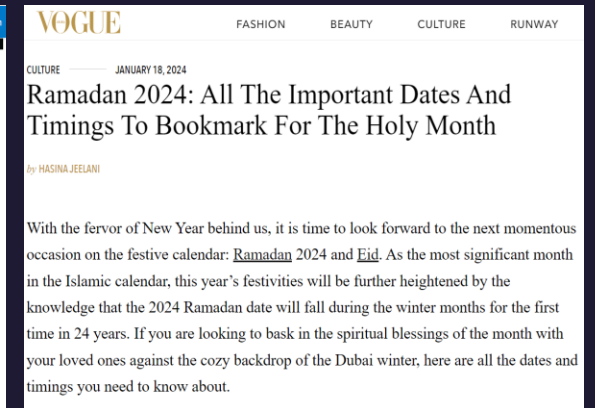 VOGUE
FASHION BEAUTY CULTURE RUNWAY
CULTURE JANUARY 18, 2024
Ramadan 2024: All The Important Dates And
Timings To Bookmark For The Holy Month
by HASINA JEELANI
With the fervor of New Year behind us, it is time to look forward to the next momentous
occasion on the festive calendar: Ramadan 2024 and Eid. As the most significant month
in the Islamic calendar, this year’s festivities will be further heightened by the
knowledge that the 2024 Ramadan date will fall during the winter months for the first
time in 24 years. If you are looking to bask in the spiritual blessings of the month with
your loved ones against the cozy backdrop of the Dubai winter, here are all the dates and
timings you need to know about.